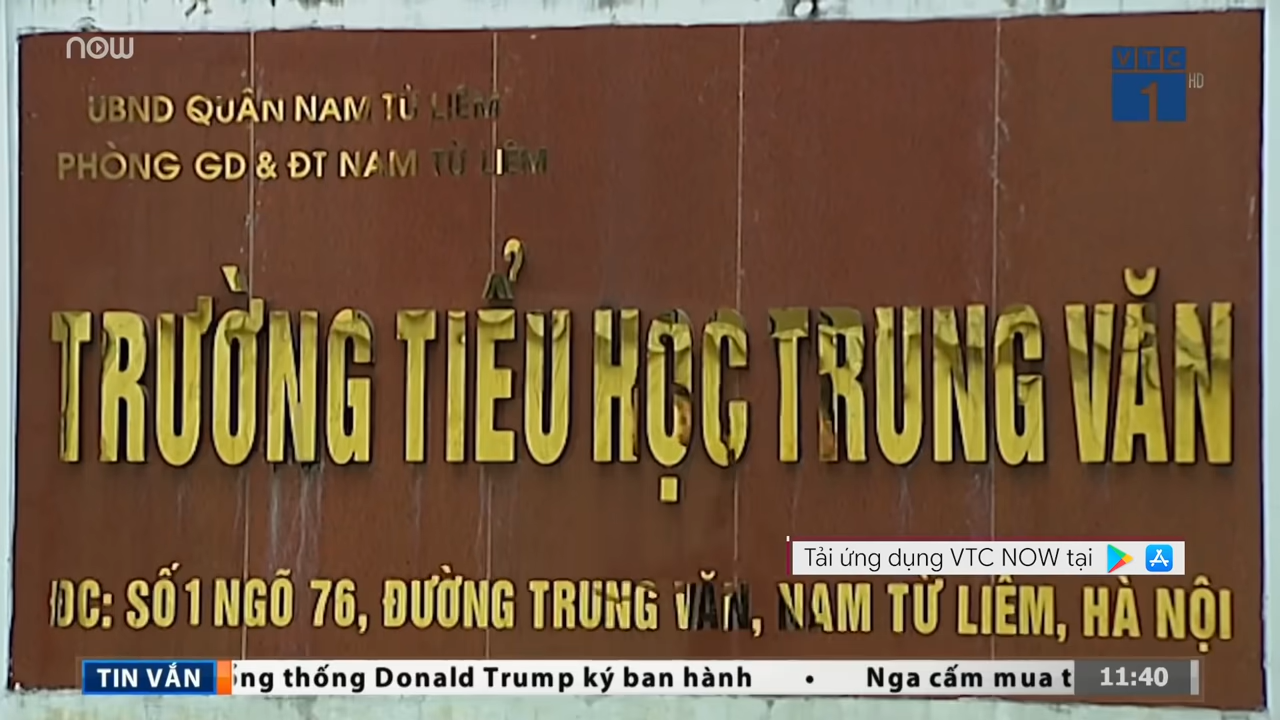 now
VTC
1
HD
UBND QUẬN NAM TỪ LIÊM
PHÒNG GD & ĐT NAM TỪ LIÊM
TRƯỜNG TIỂU HỌC TRUNG VĂN
Tải ứng dụng VTC NOW tại
ĐC: SỐ 1 NGÕ 76, ĐƯỜNG TRUNG VĂN, NAM TỪ LIÊM, HÀ NỘI
TIN VẮN
ống thống Donald Trump ký ban hành • Nga cấm mua t
11:40